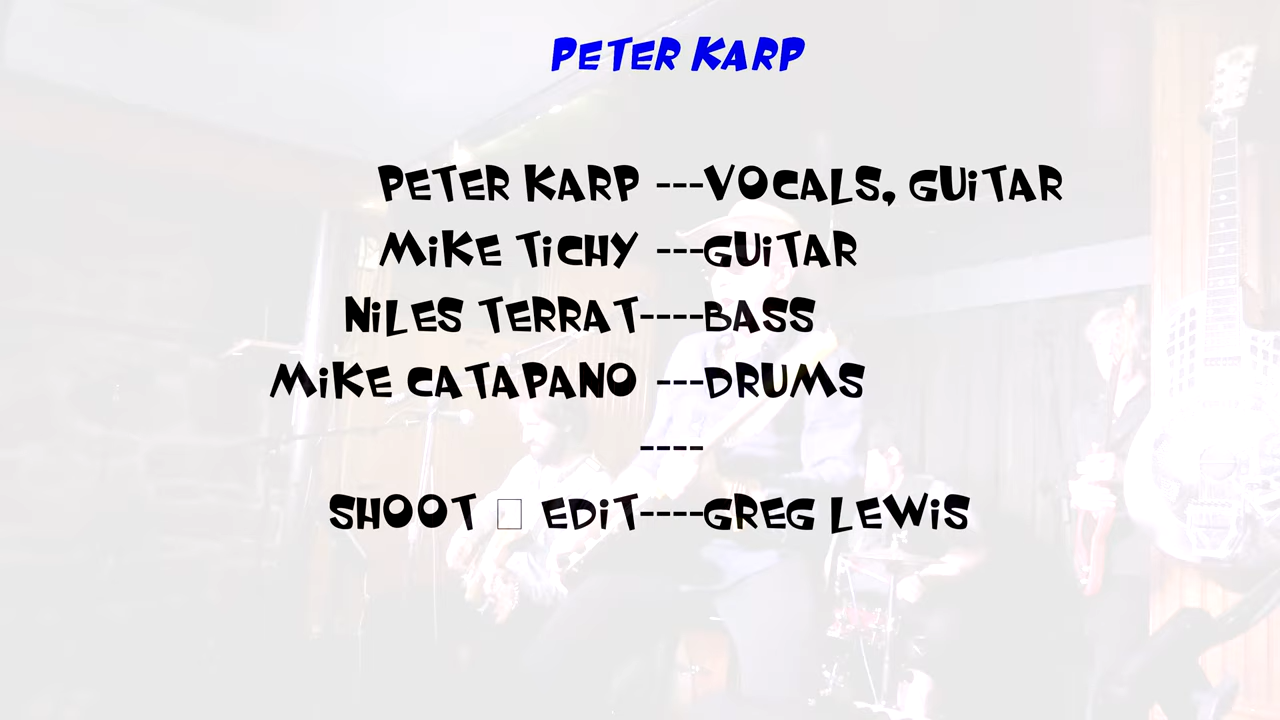 PETER KARP
PETER KARP ---VOCALS, GUiTAR
MiKE TiCHY ---GUiTAR
NiLES TERRAT----BASS
MiKE CATAPANO ---DRUMS
----
SHOOT □ EDiT----GREG LEWiS